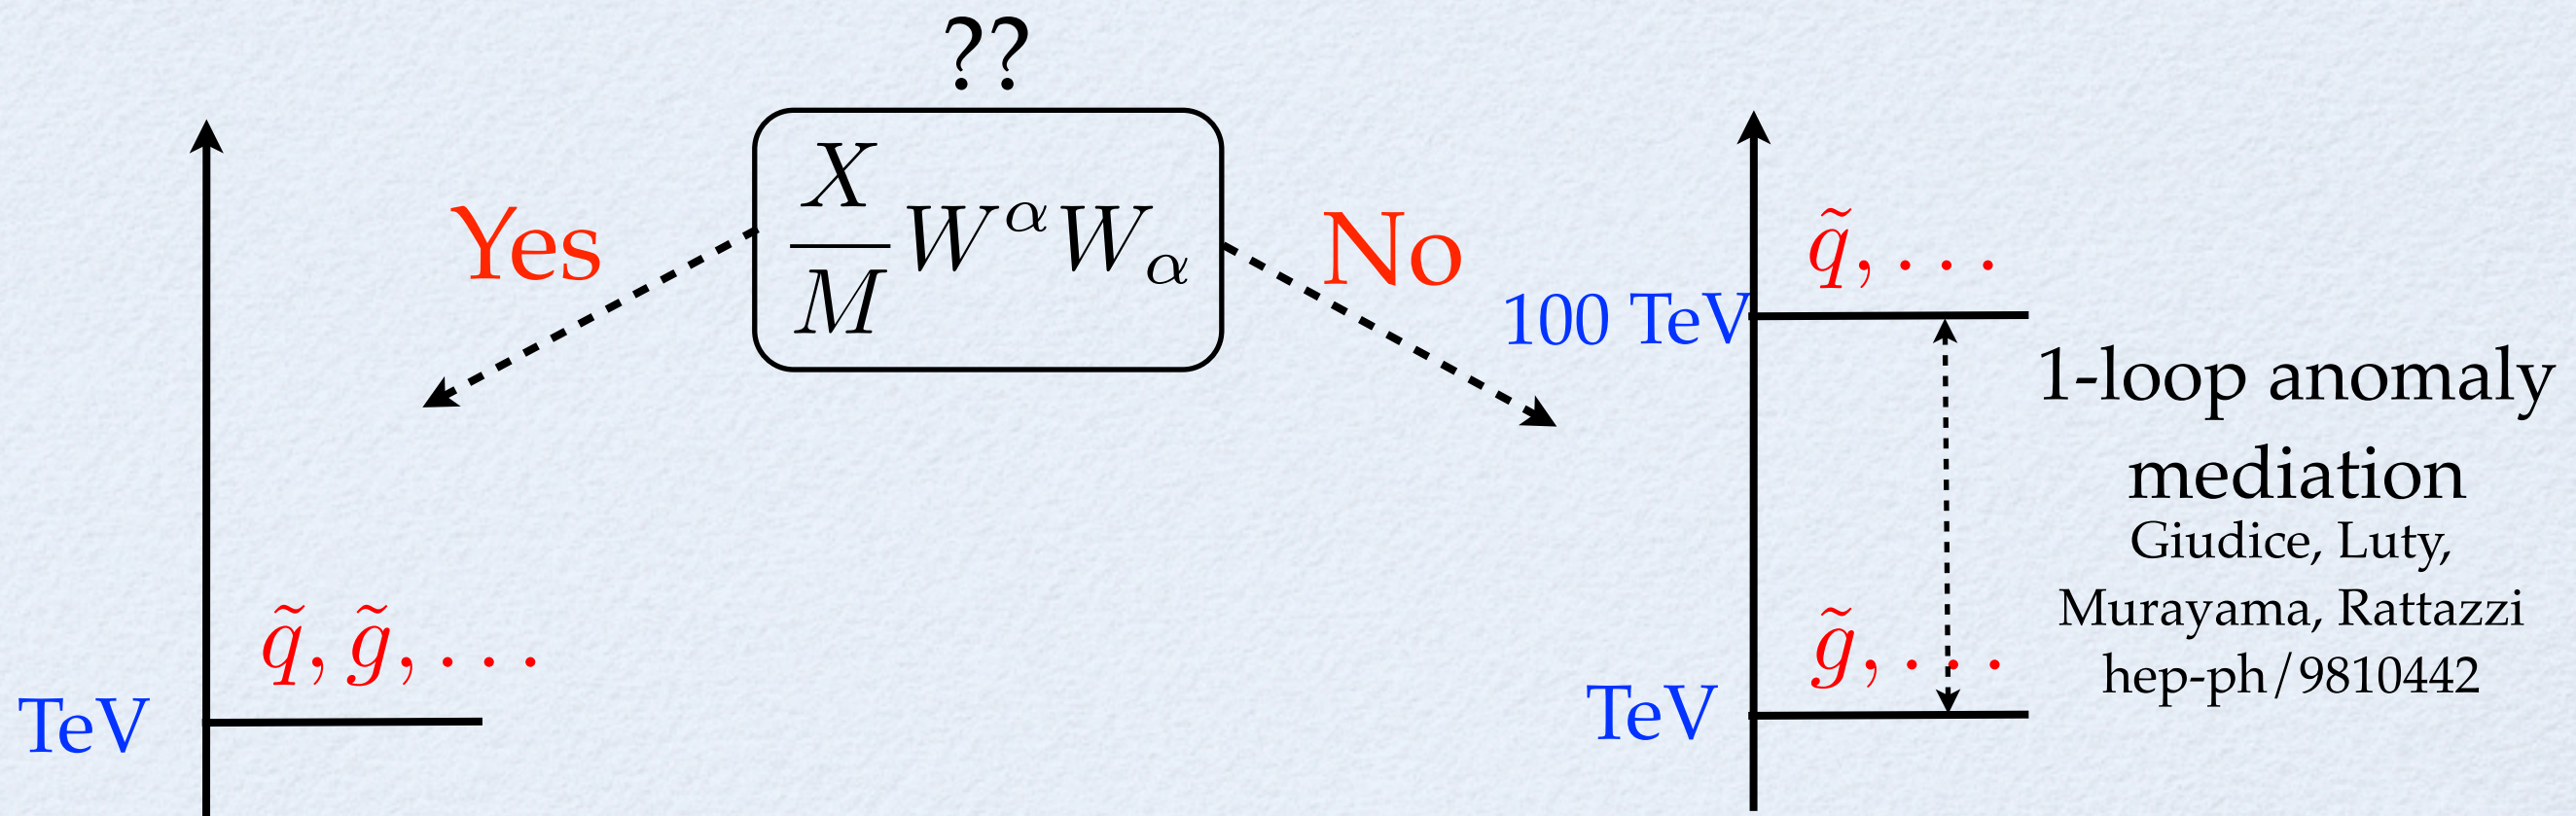 ??
X/M W^α W_α
Yes
No
q̃, ...
100 TeV
1-loop anomaly
mediation
Giudice, Luty,
Murayama, Rattazzi
hep-ph/9810442
q̃, g̃, ...
TeV
g̃, ...
TeV